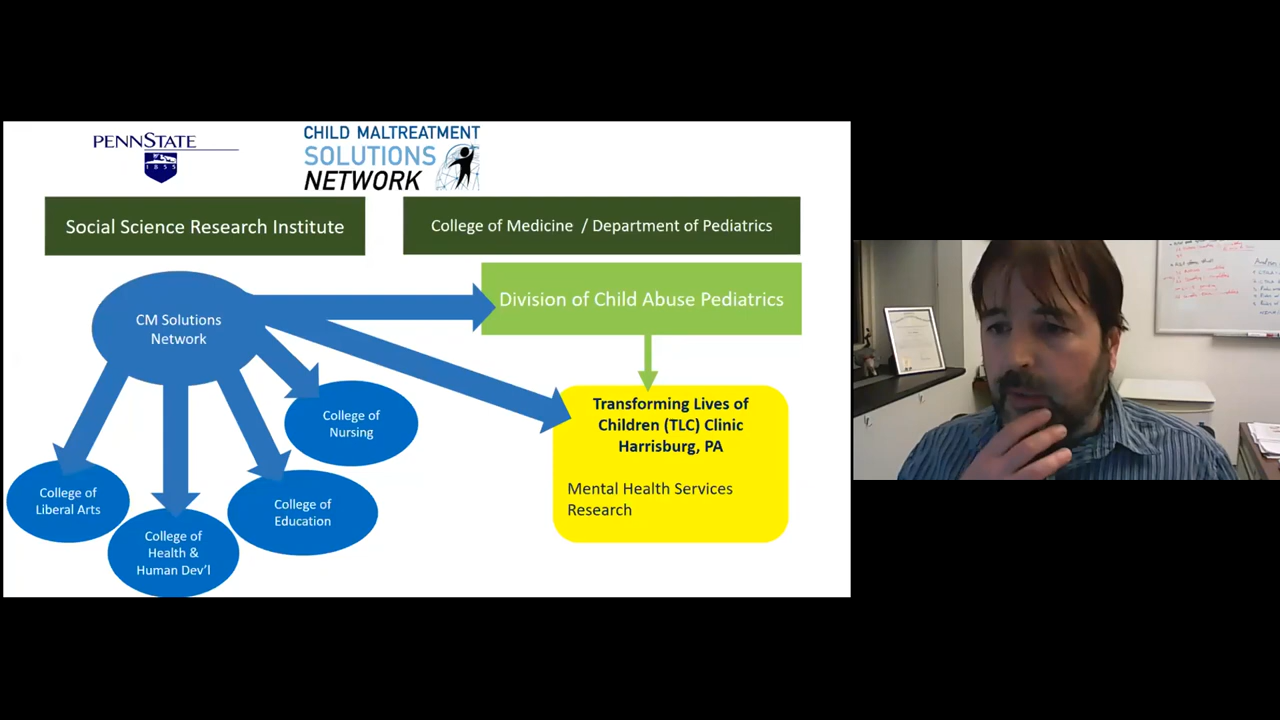 PENNSTATE
1855
CHILD MALTREATMENT
SOLUTIONS
NETWORK
Social Science Research Institute
College of Medicine / Department of Pediatrics
CM Solutions
Network
Division of Child Abuse Pediatrics
College of
Nursing
College of
Liberal Arts
College of
Health &
Human Dev'l
College of
Education
Transforming Lives of
Children (TLC) Clinic
Harrisburg, PA
Mental Health Services
Research